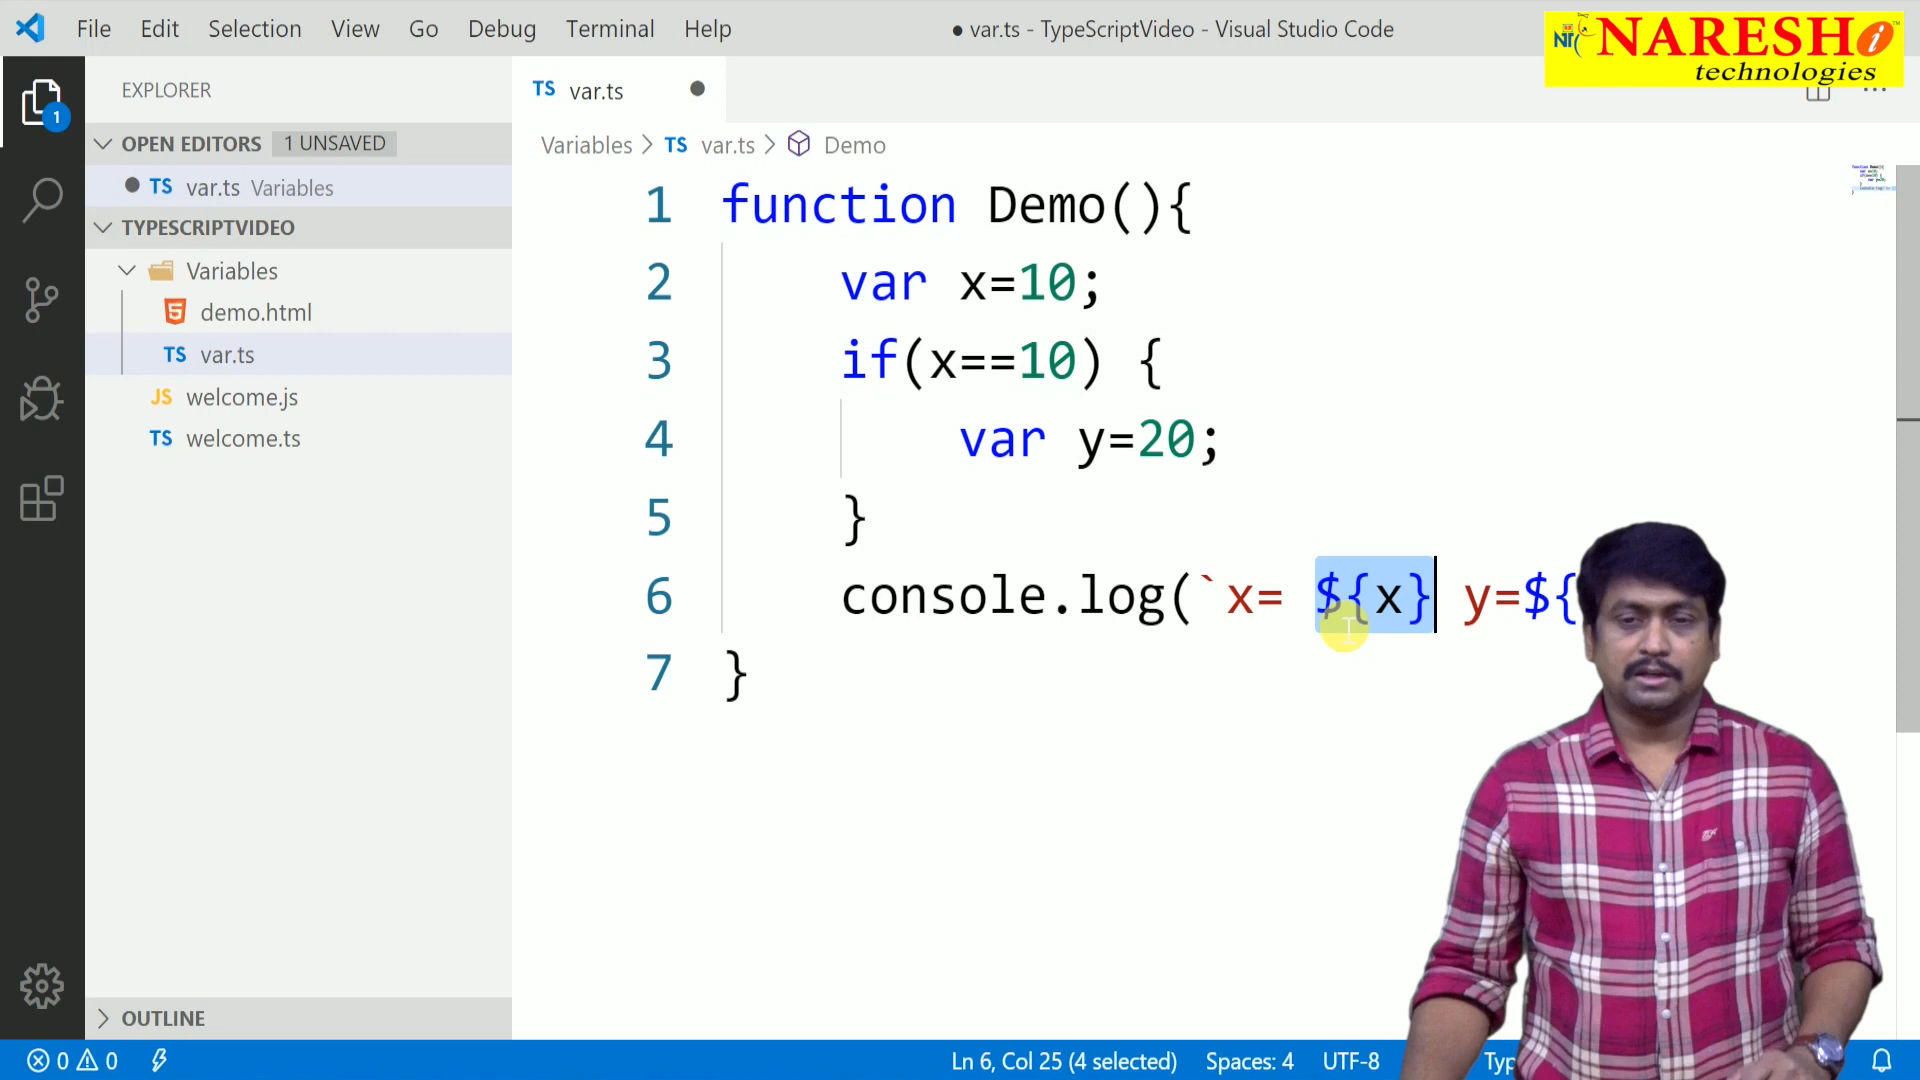 File Edit Selection View Go Debug Terminal Help
● var.ts - TypeScriptVideo - Visual Studio Code
NIT NARESH i
technologies
EXPLORER
TS var.ts
1
OPEN EDITORS 1 UNSAVED
TS var.ts Variables
Variables > TS var.ts > Demo
TYPESCRIPTVIDEO
Variables
demo.html
TS var.ts
JS welcome.js
TS welcome.ts
1 function Demo(){
2 var x=10;
3 if(x==10) {
4 var y=20;
5 }
6 console.log(`x= ${x} y=${
7 }
OUTLINE
0 0
Ln 6, Col 25 (4 selected) Spaces: 4 UTF-8